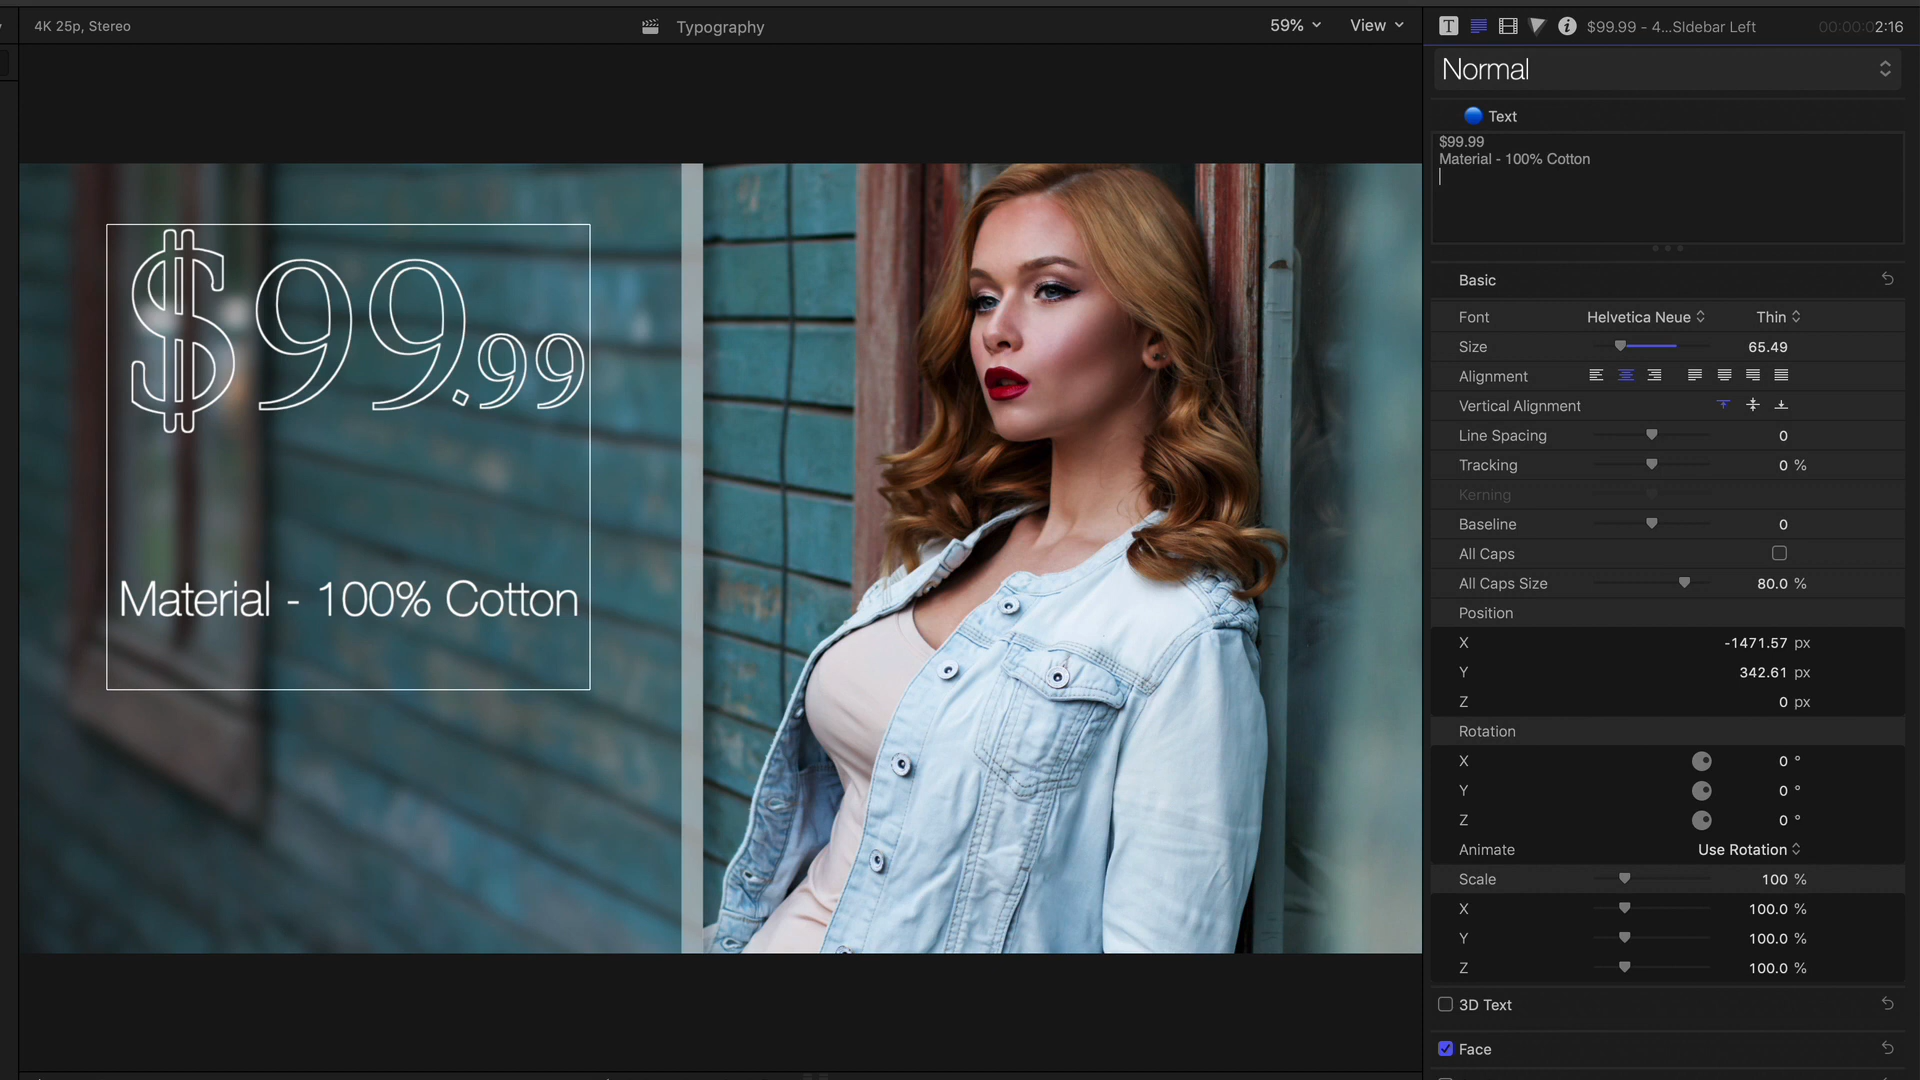 4K 25p, Stereo
Typography
59%
View
T
i
$99.99 - 4...SIdebar Left
00:00:02:16
Normal
Text
$99.99
Material - 100% Cotton
$99.99
Material - 100% Cotton
Basic
Font Helvetica Neue Thin
Size 65.49
Alignment
Vertical Alignment
Line Spacing 0
Tracking 0 %
Kerning
Baseline 0
All Caps
All Caps Size 80.0 %
Position
X -1471.57 px
Y 342.61 px
Z 0 px
Rotation
X 0 °
Y 0 °
Z 0 °
Animate Use Rotation
Scale 100 %
X 100.0 %
Y 100.0 %
Z 100.0 %
3D Text
Face